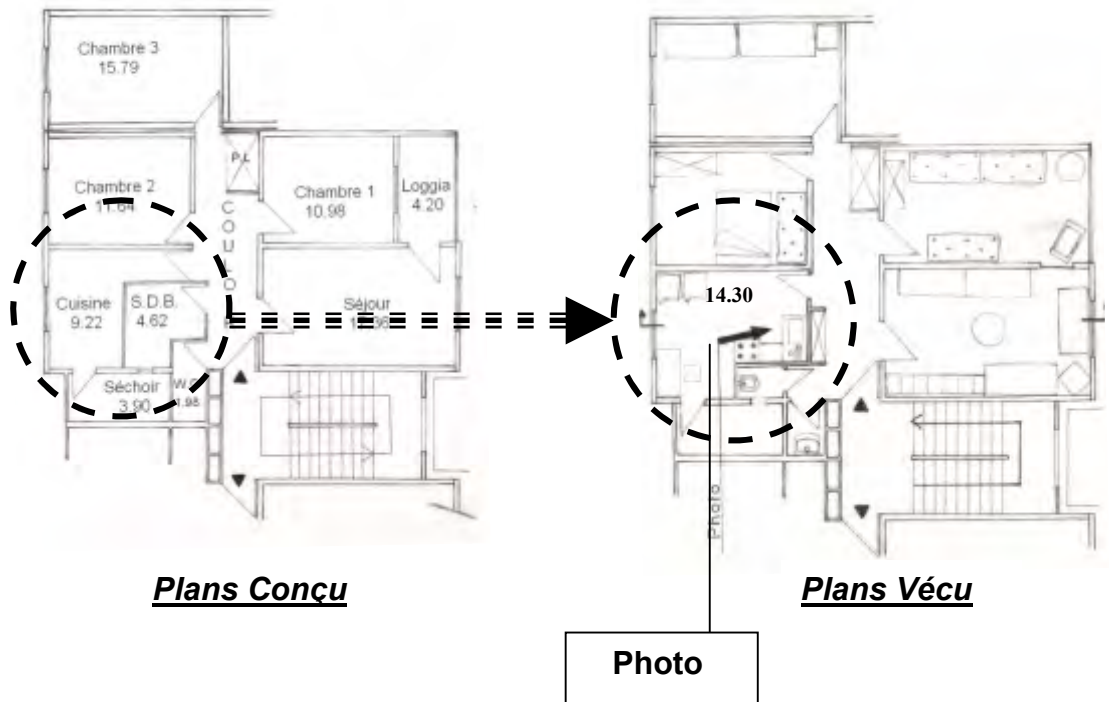 Chambre 3
15.79
P.L
Chambre 2
11.64
Chambre 1
10.98
Loggia
4.20
COULO
Cuisine
9.22
S.D.B.
4.62
Séjour
Séchoir
3.90
W.C
1.98
14.30
Photo
Plans Conçu
Plans Vécu
Photo